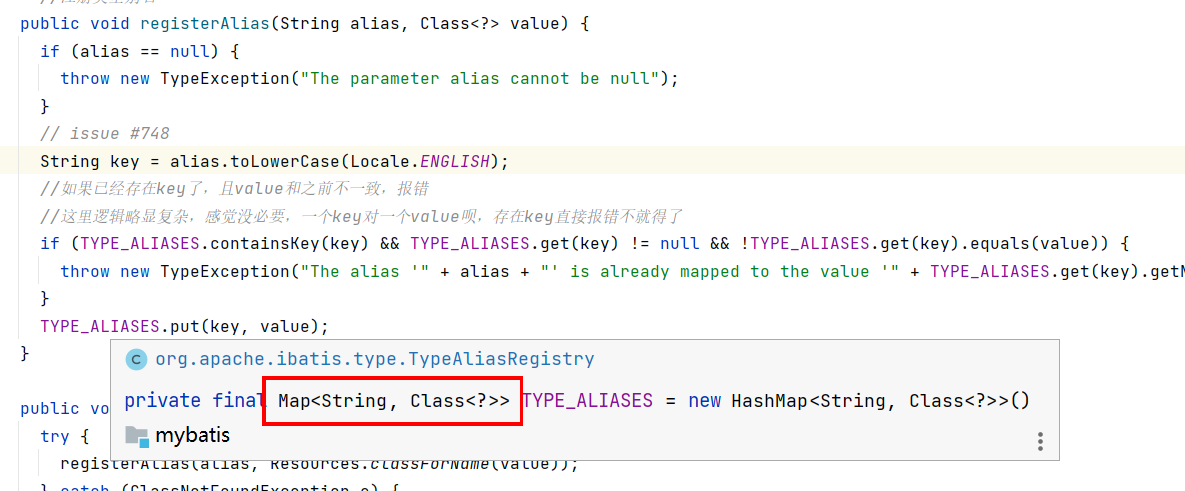 public void registerAlias(String alias, Class<?> value) {
if (alias == null) {
throw new TypeException("The parameter alias cannot be null");
}
// issue #748
String key = alias.toLowerCase(Locale.ENGLISH);
//如果已经存在key了，且value和之前不一致，报错
//这里逻辑略显复杂，感觉没必要，一个key对一个value呗，存在key直接报错不就得了
if (TYPE_ALIASES.containsKey(key) && TYPE_ALIASES.get(key) != null && !TYPE_ALIASES.get(key).equals(value)) {
throw new TypeException("The alias '" + alias + "' is already mapped to the value '" + TYPE_ALIASES.get(key).get
}
TYPE_ALIASES.put(key, value);
}
org.apache.ibatis.type.TypeAliasRegistry
private final Map<String, Class<?>> TYPE_ALIASES = new HashMap<String, Class<?>>()
mybatis
public vo
try {
registerAlias(alias, Resources.classForName(value));
} catch (ClassNotFoundException e) {